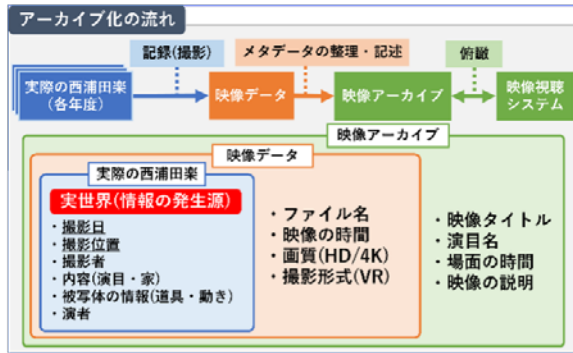 アーカイブ化の流れ
記録(撮影)
メタデータの整理・記述
俯瞰
実際の西浦田楽
(各年度)
映像データ
映像アーカイブ
映像視聴
システム
映像アーカイブ
映像データ
実際の西浦田楽
実世界(情報の発生源)
・撮影日
・撮影位置
・撮影者
・内容(演目・家)
・被写体の情報(道具・動き)
・演者
・ファイル名
・映像の時間
・画質(HD/4K)
・撮影形式(VR)
・映像タイトル
・演目名
・場面の時間
・映像の説明